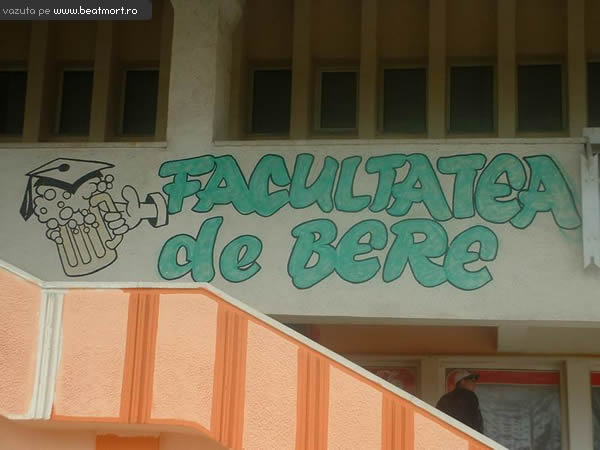 vazuta pe www.beatmort.ro
FACULTATEA
de BERE